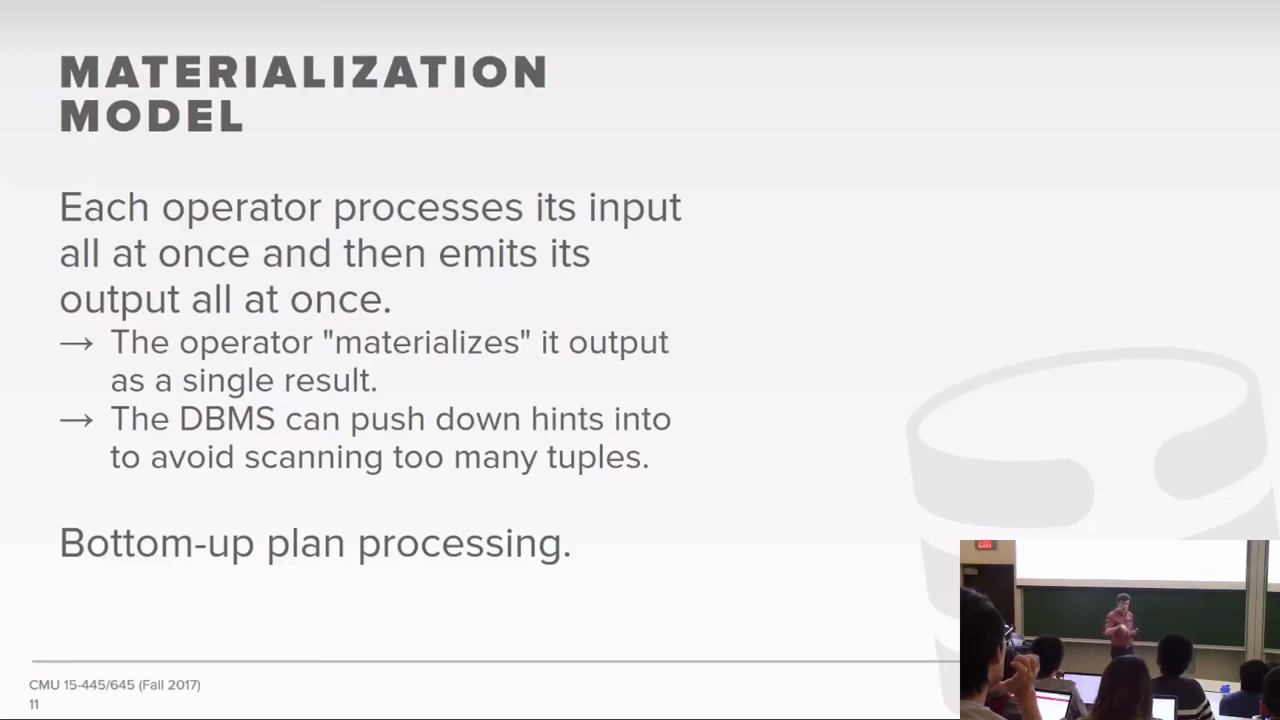 MATERIALIZATION
MODEL
Each operator processes its input
all at once and then emits its
output all at once.
→ The operator "materializes" it output
as a single result.
→ The DBMS can push down hints into
to avoid scanning too many tuples.
Bottom-up plan processing.
CMU 15-445/645 (Fall 2017)
11
EXIT